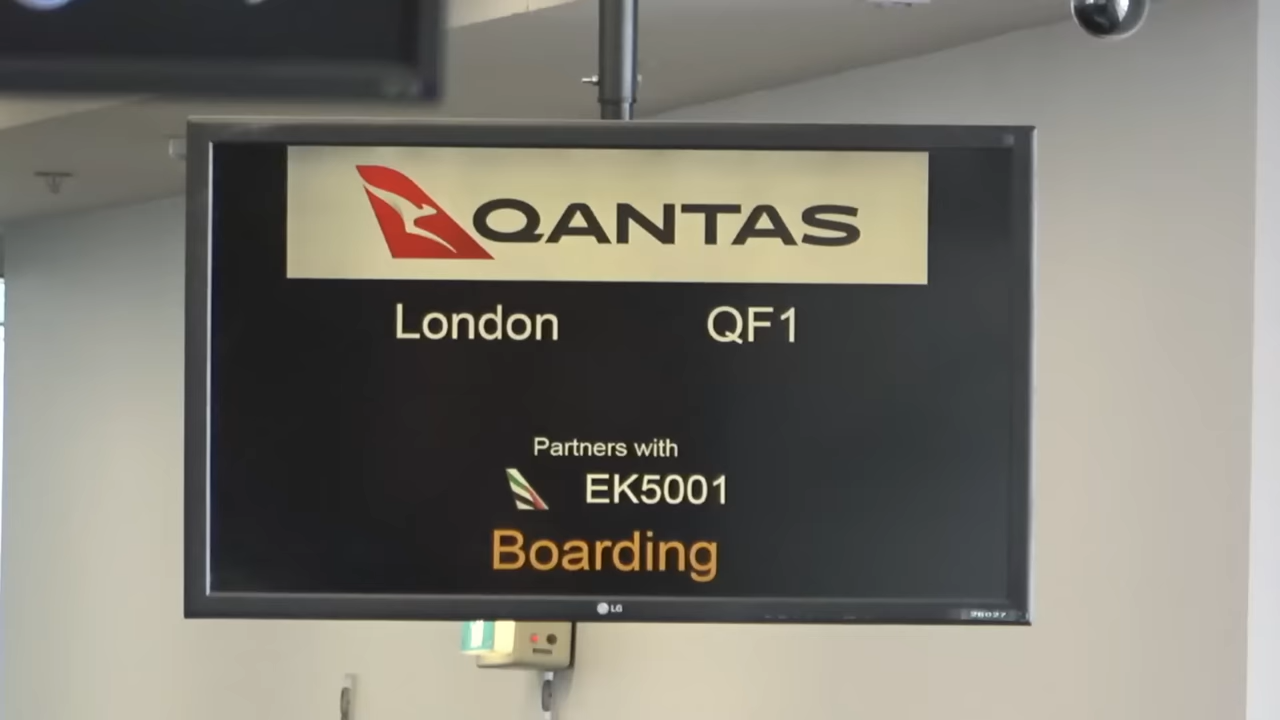 QANTAS
London QF1
Partners with
EK5001
Boarding
LG